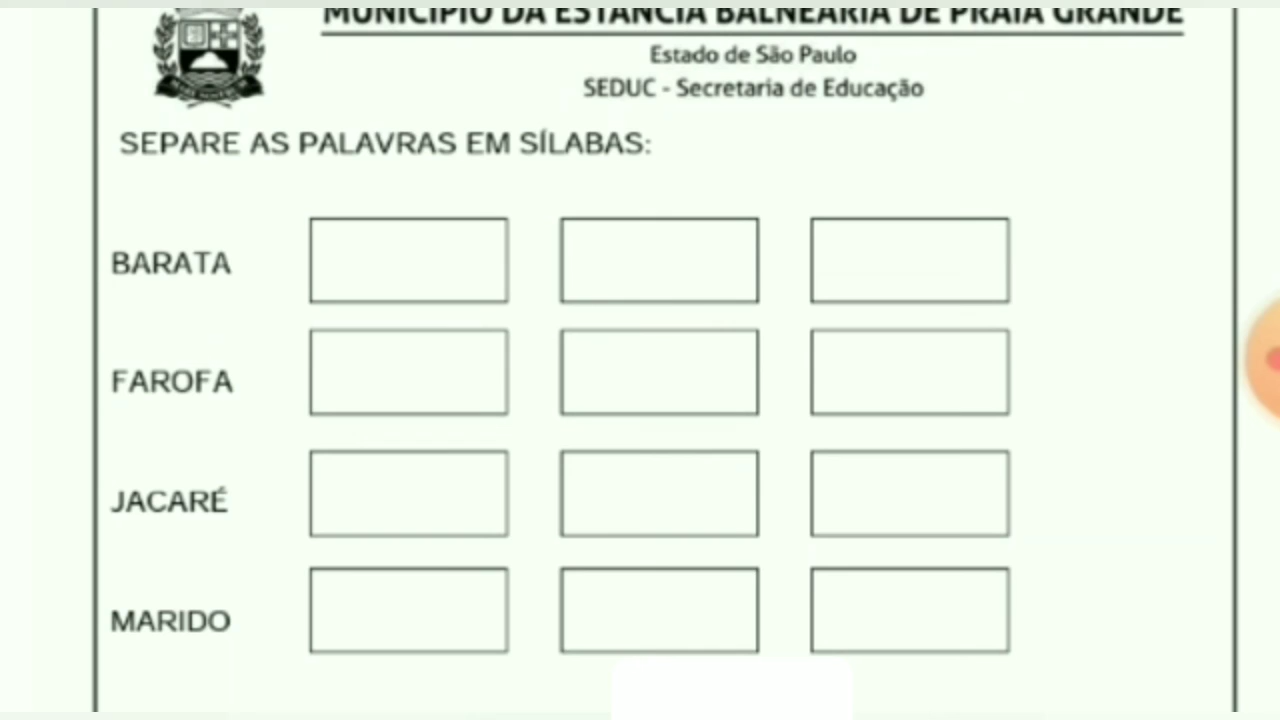 MUNICÍPIO DA ESTÂNCIA BALNEÁRIA DE PRAIA GRANDE
Estado de São Paulo
SEDUC - Secretaria de Educação
SEPARE AS PALAVRAS EM SÍLABAS:
BARATA
FAROFA
JACARÉ
MARIDO